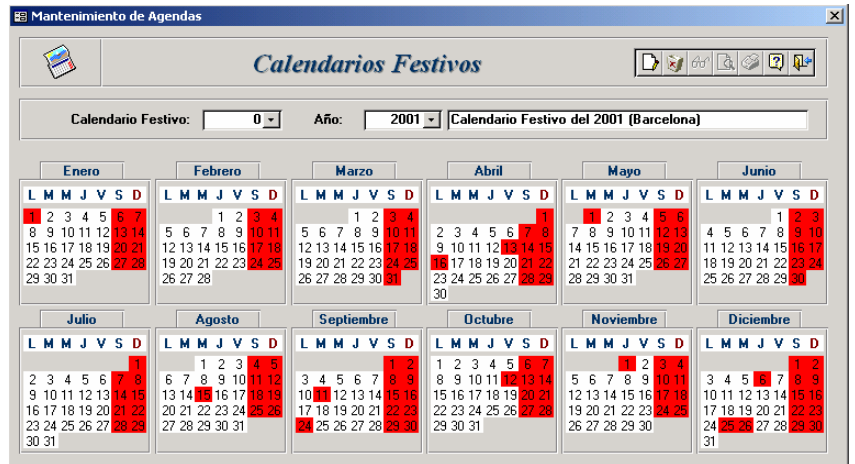 Mantenimiento de Agendas
Calendarios Festivos
Calendario Festivo: 0 Año: 2001 Calendario Festivo del 2001 (Barcelona)
Enero Febrero Marzo Abril Mayo Junio
L M M J V S D L M M J V S D L M M J V S D L M M J V S D L M M J V S D L M M J V S D
1 2 3 4 5 6 7 1 2 3 4 1 2 3 4 1 1 2 3 4 5 6 1 2 3
8 9 10 11 12 13 14 5 6 7 8 9 10 11 5 6 7 8 9 10 11 2 3 4 5 6 7 8 7 8 9 10 11 12 13 4 5 6 7 8 9 10
15 16 17 18 19 20 21 12 13 14 15 16 17 18 12 13 14 15 16 17 18 9 10 11 12 13 14 15 14 15 16 17 18 19 20 11 12 13 14 15 16 17
22 23 24 25 26 27 28 19 20 21 22 23 24 25 19 20 21 22 23 24 25 16 17 18 19 20 21 22 21 22 23 24 25 26 27 18 19 20 21 22 23 24
29 30 31 26 27 28 26 27 28 29 30 31 23 24 25 26 27 28 29 28 29 30 31 25 26 27 28 29 30
30
Julio Agosto Septiembre Octubre Noviembre Diciembre
L M M J V S D L M M J V S D L M M J V S D L M M J V S D L M M J V S D L M M J V S D
1 1 2 3 4 5 1 2 1 2 3 4 5 6 7 1 2 3 4 1 2
2 3 4 5 6 7 8 6 7 8 9 10 11 12 3 4 5 6 7 8 9 8 9 10 11 12 13 14 5 6 7 8 9 10 11 3 4 5 6 7 8 9
9 10 11 12 13 14 15 13 14 15 16 17 18 19 10 11 12 13 14 15 16 15 16 17 18 19 20 21 12 13 14 15 16 17 18 10 11 12 13 14 15 16
16 17 18 19 20 21 22 20 21 22 23 24 25 26 17 18 19 20 21 22 23 22 23 24 25 26 27 28 19 20 21 22 23 24 25 17 18 19 20 21 22 23
23 24 25 26 27 28 29 27 28 29 30 31 24 25 26 27 28 29 30 29 30 31 26 27 28 29 30 24 25 26 27 28 29 30
30 31 31